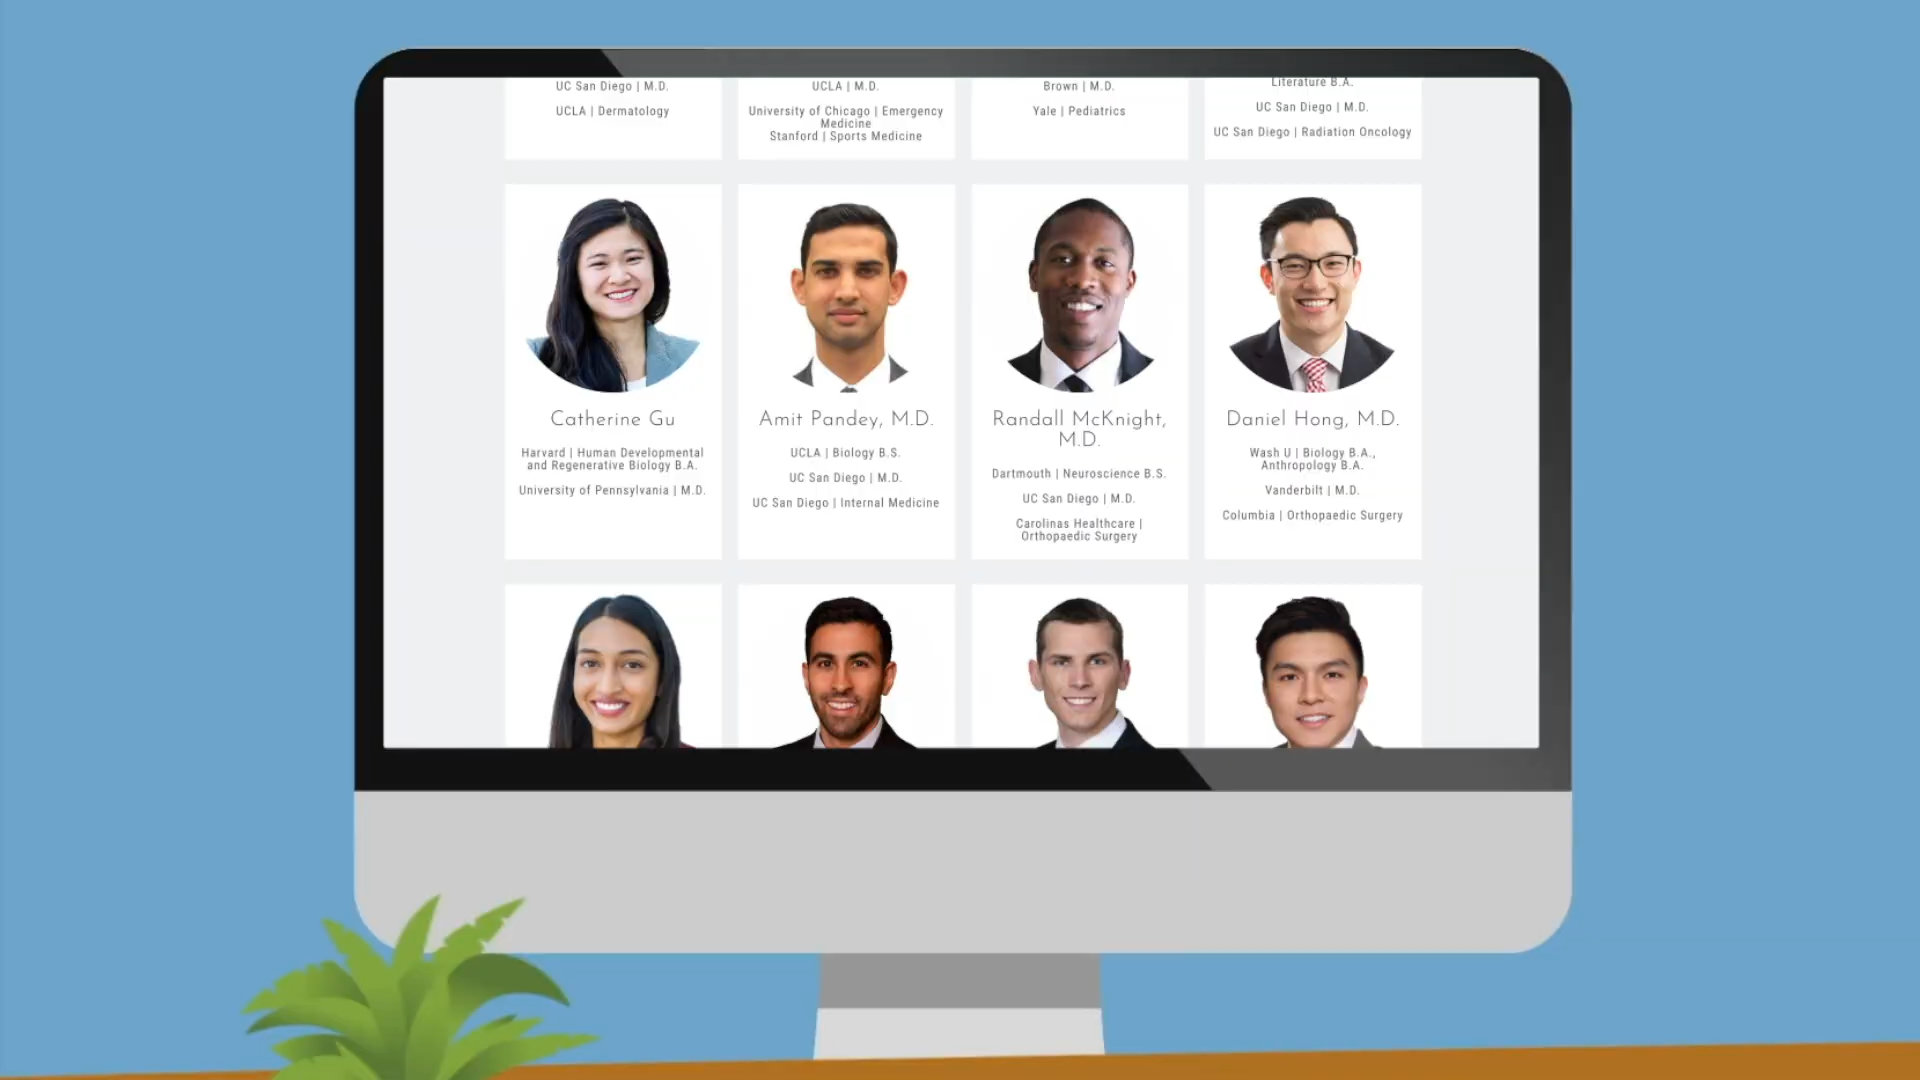 UC San Diego | M.D.
UCLA | Dermatology
UCLA | M.D.
University of Chicago | Emergency
Medicine
Stanford | Sports Medicine
Brown | M.D.
Yale | Pediatrics
Literature B.A.
UC San Diego | M.D.
UC San Diego | Radiation Oncology
Catherine Gu
Harvard | Human Developmental
and Regenerative Biology B.A.
University of Pennsylvania | M.D.
Amit Pandey, M.D.
UCLA | Biology B.S.
UC San Diego | M.D.
UC San Diego | Internal Medicine
Randall McKnight,
M.D.
Dartmouth | Neuroscience B.S.
UC San Diego | M.D.
Carolinas Healthcare |
Orthopaedic Surgery
Daniel Hong, M.D.
Wash U | Biology B.A.,
Anthropology B.A.
Vanderbilt | M.D.
Columbia | Orthopaedic Surgery